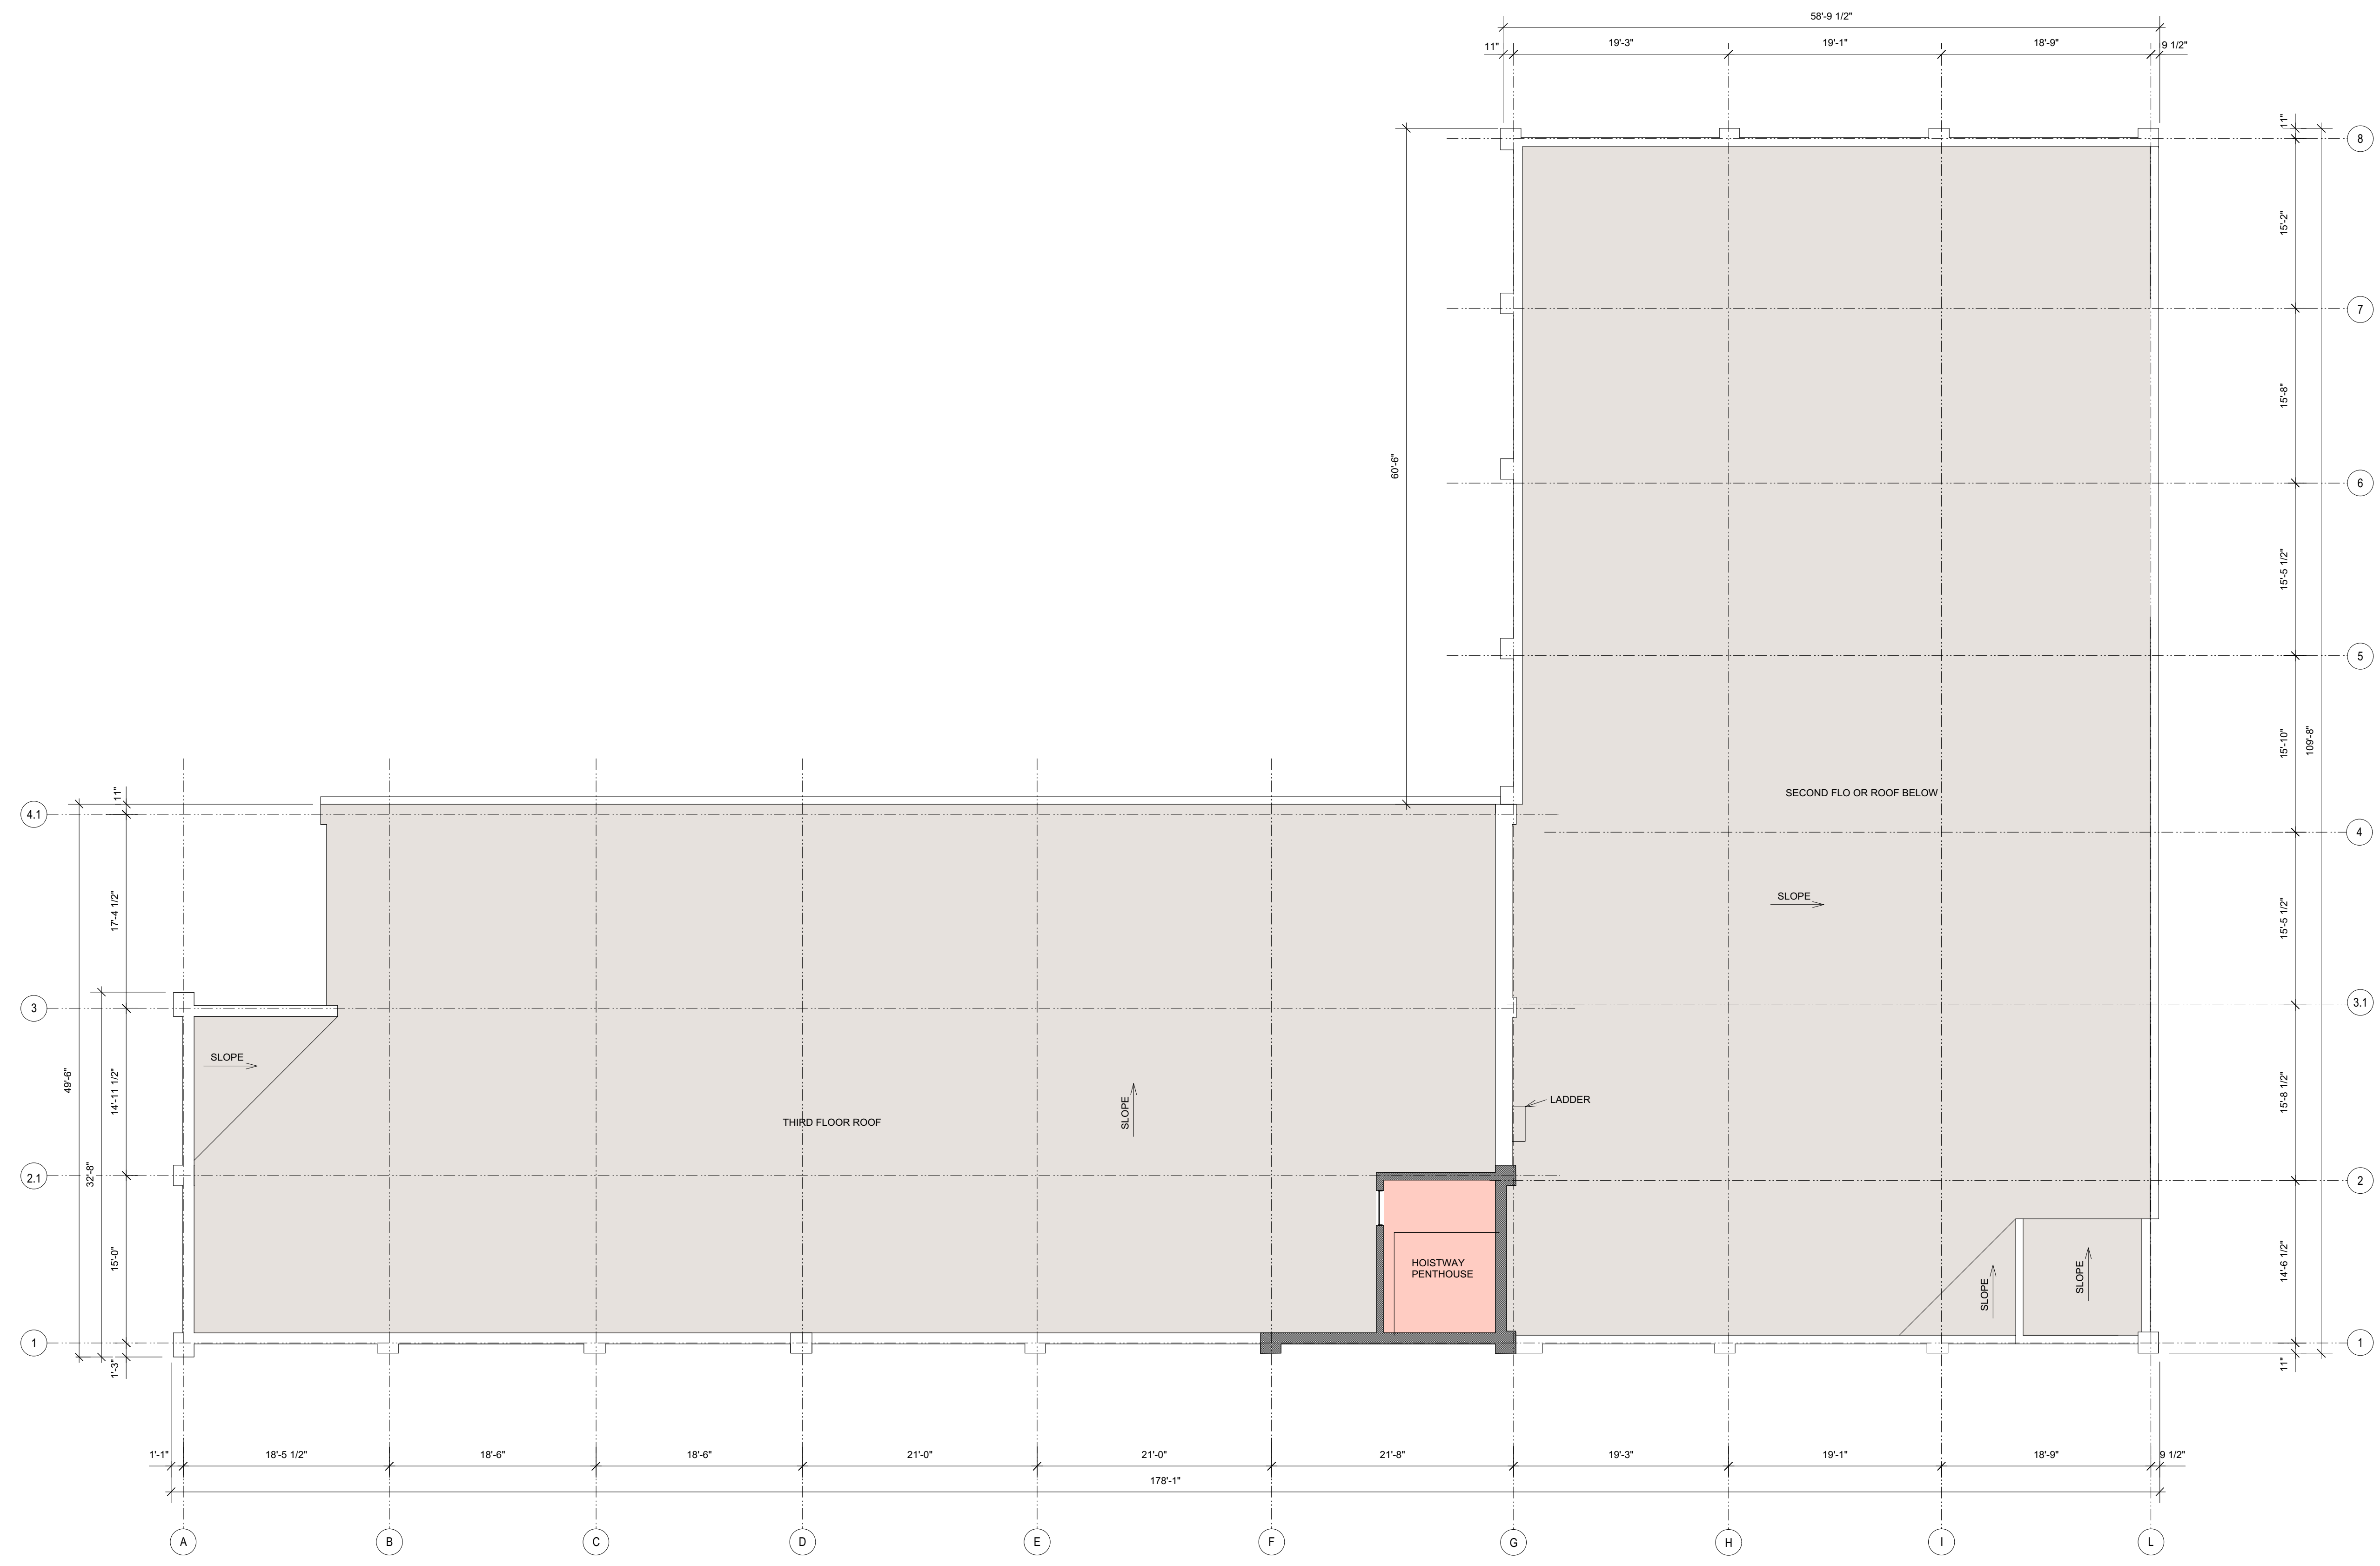 58'-9 1/2"
11"
19'-3"
19'-1"
18'-9"
9 1/2"
11"
8
15'-2"
7
15'-8"
60'-6"
6
15'-5 1/2"
5
15'-10"
109'-8"
SECOND FLO OR ROOF BELOW
11"
4.1
4
17'-4 1/2"
SLOPE
15'-5 1/2"
3
3.1
SLOPE
49'-6"
14'-11 1/2"
THIRD FLOOR ROOF
SLOPE
LADDER
15'-8 1/2"
32'-8"
2.1
2
15'-0"
HOISTWAY
PENTHOUSE
SLOPE
SLOPE
14'-6 1/2"
1
1
1'-3"
11"
1'-1"
18'-5 1/2"
18'-6"
18'-6"
21'-0"
21'-0"
21'-8"
19'-3"
19'-1"
18'-9"
9 1/2"
178'-1"
A
B
C
D
E
F
G
H
I
L